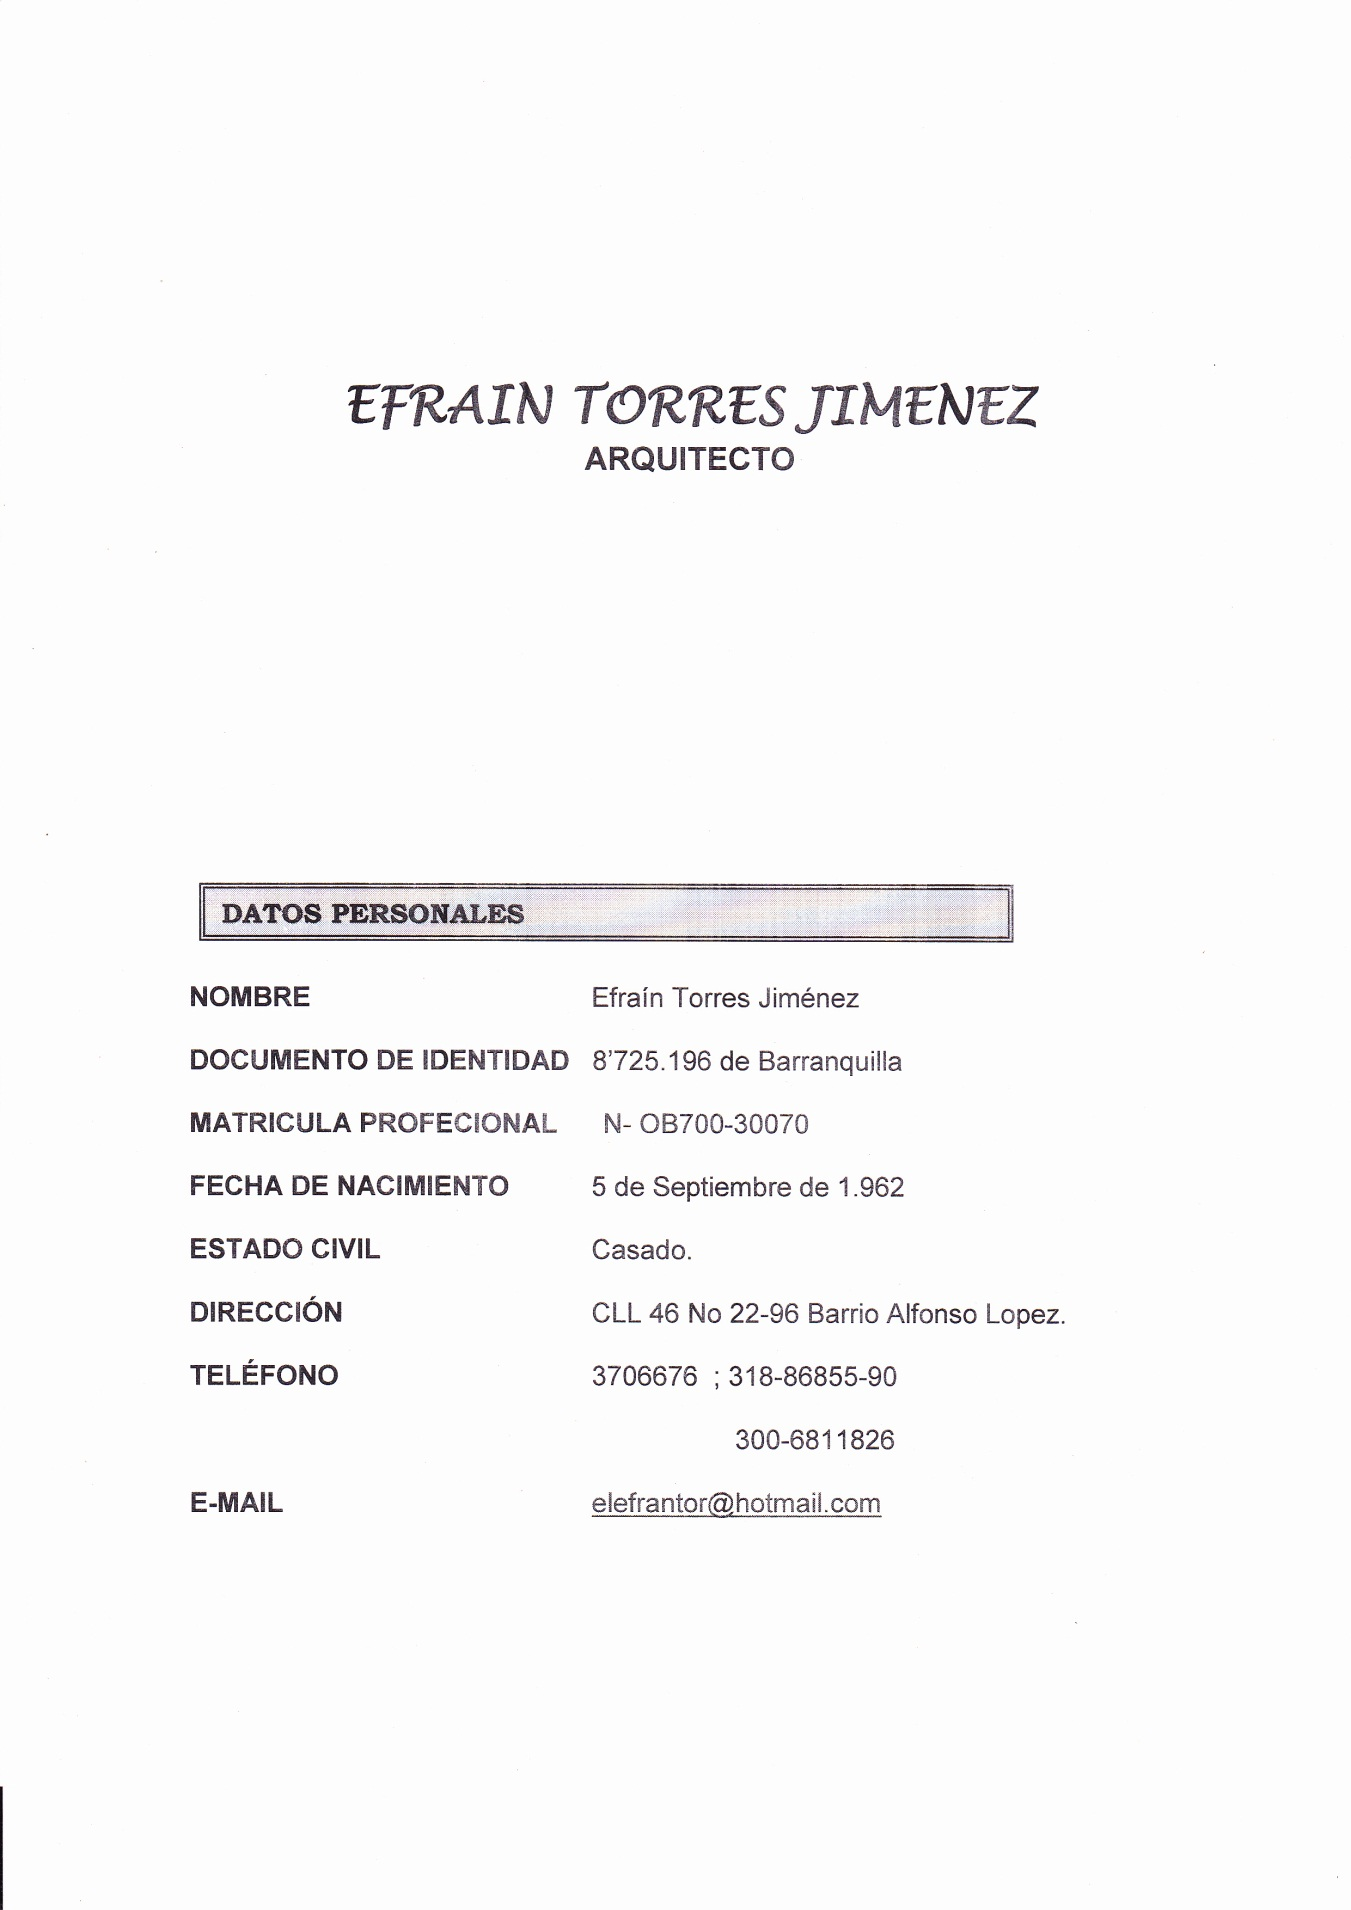 EFRAIN TORRES JIMENEZ
ARQUITECTO
DATOS PERSONALES
NOMBRE Efraín Torres Jiménez
DOCUMENTO DE IDENTIDAD 8'725.196 de Barranquilla
MATRICULA PROFECIONAL N- OB700-30070
FECHA DE NACIMIENTO 5 de Septiembre de 1.962
ESTADO CIVIL Casado.
DIRECCIÓN CLL 46 No 22-96 Barrio Alfonso Lopez.
TELÉFONO 3706676 ; 318-86855-90
300-6811826
E-MAIL elefrantor@hotmail.com